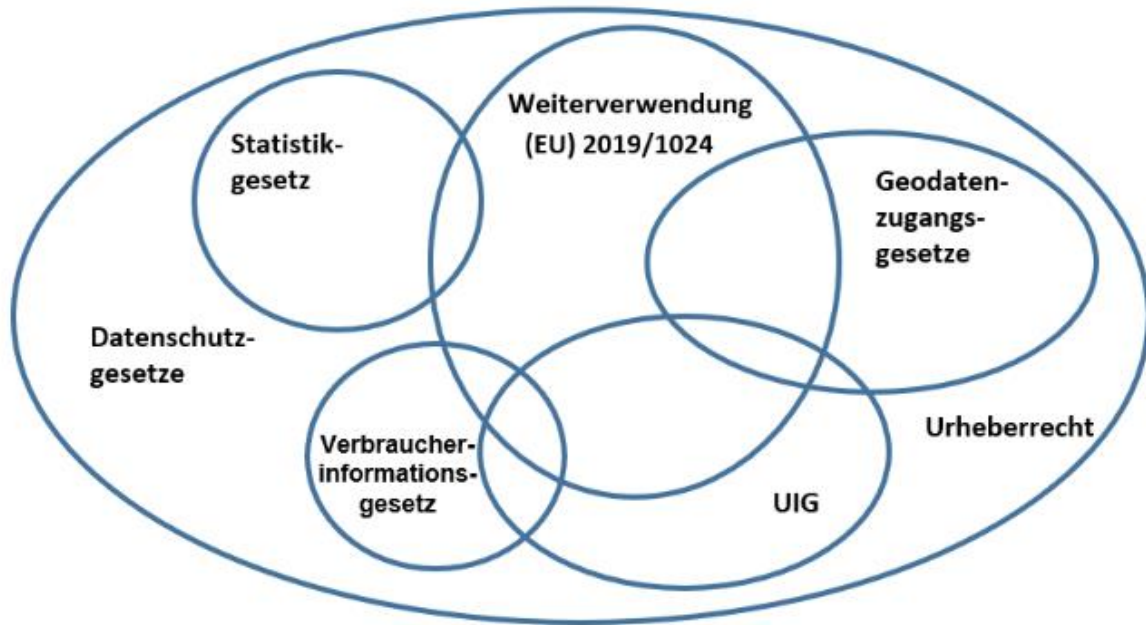 Weiterverwendung
(EU) 2019/1024
Statistik-
gesetz
Geodaten-
zugangs-
gesetze
Datenschutz-
gesetze
Urheberrecht
Verbraucher-
informations-
gesetz
UIG